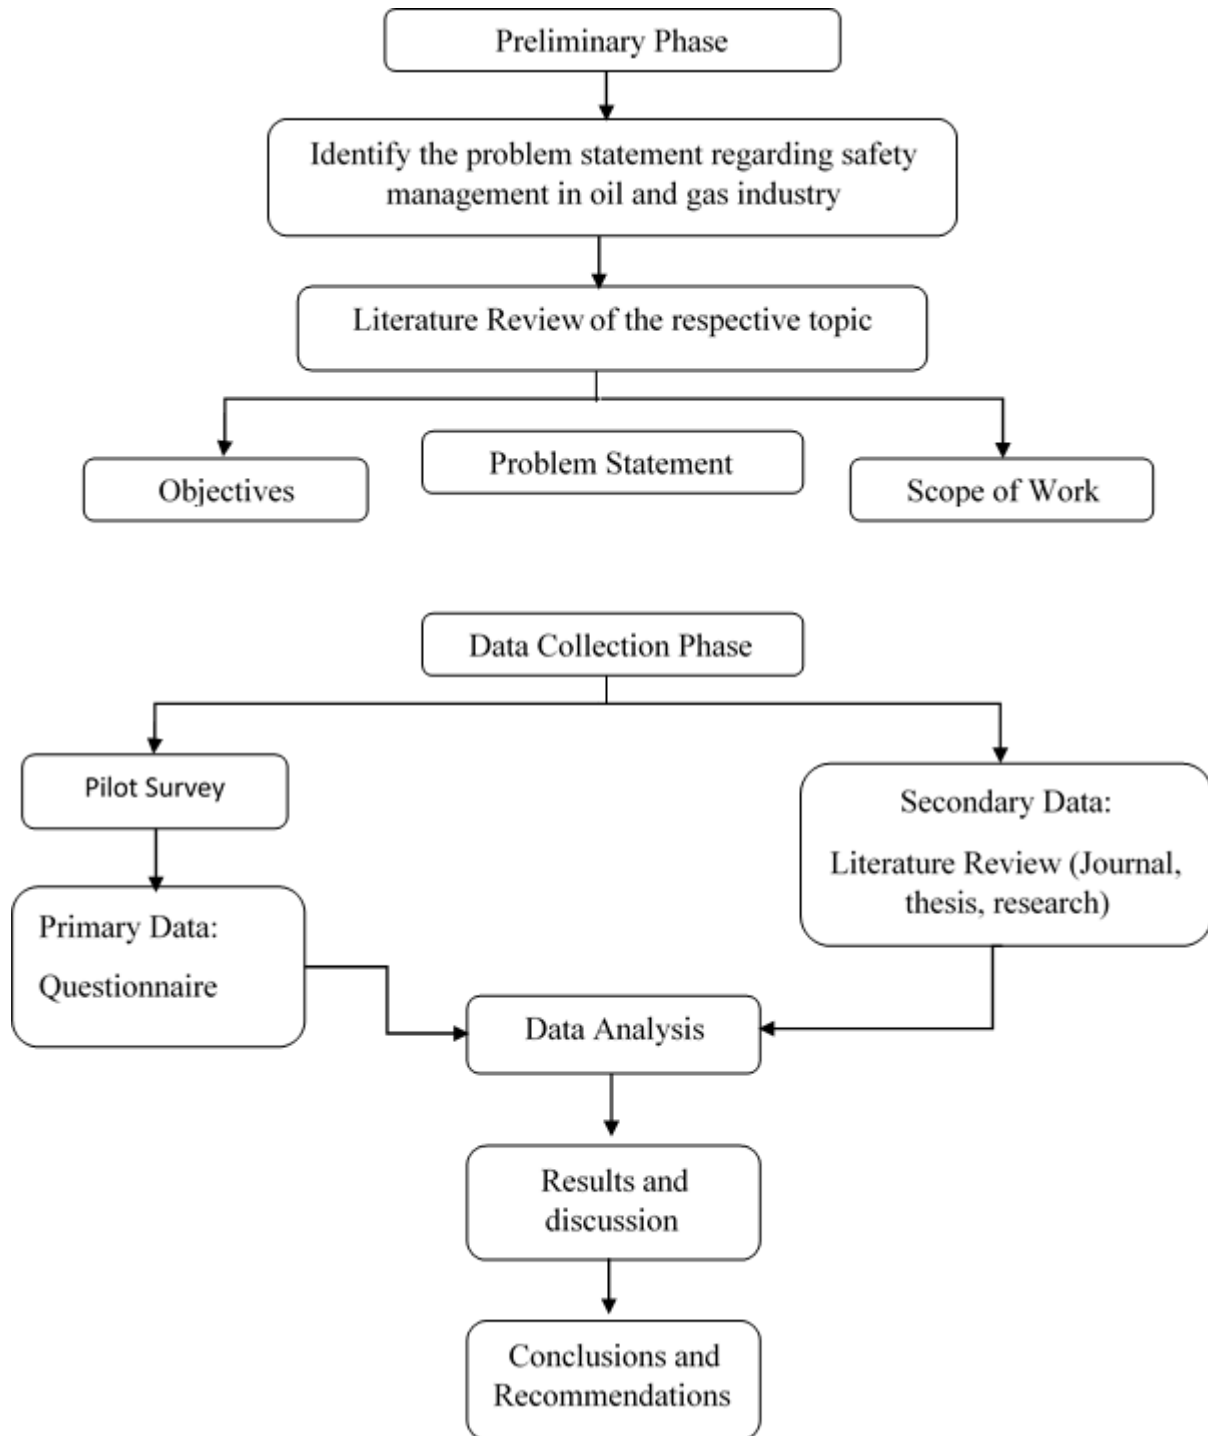 Preliminary Phase
Identify the problem statement regarding safety
management in oil and gas industry
Literature Review of the respective topic
Objectives
Problem Statement
Scope of Work
Data Collection Phase
Pilot Survey
Secondary Data:
Literature Review (Journal,
thesis, research)
Primary Data:
Questionnaire
Data Analysis
Results and
discussion
Conclusions and
Recommendations